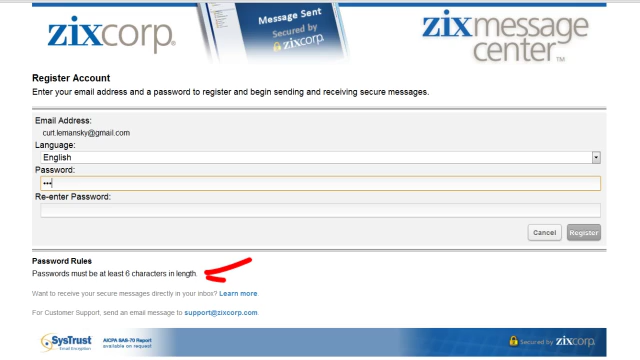 zixcorp.
Message Sent
Secured by
zixcorp.
zixmessage
center™
Register Account
Enter your email address and a password to register and begin sending and receiving secure messages.
Email Address:
curt.lemansky@gmail.com
Language:
English
Password:
•••
Re-enter Password:
Cancel Register
Password Rules
Passwords must be at least 6 characters in length.
Want to receive your secure messages directly in your inbox? Learn more.
For Customer Support, send an email message to support@zixcorp.com
SysTrust
Email Encryption
AICPA SAS-70 Report
available on request
Secured by zixcorp.